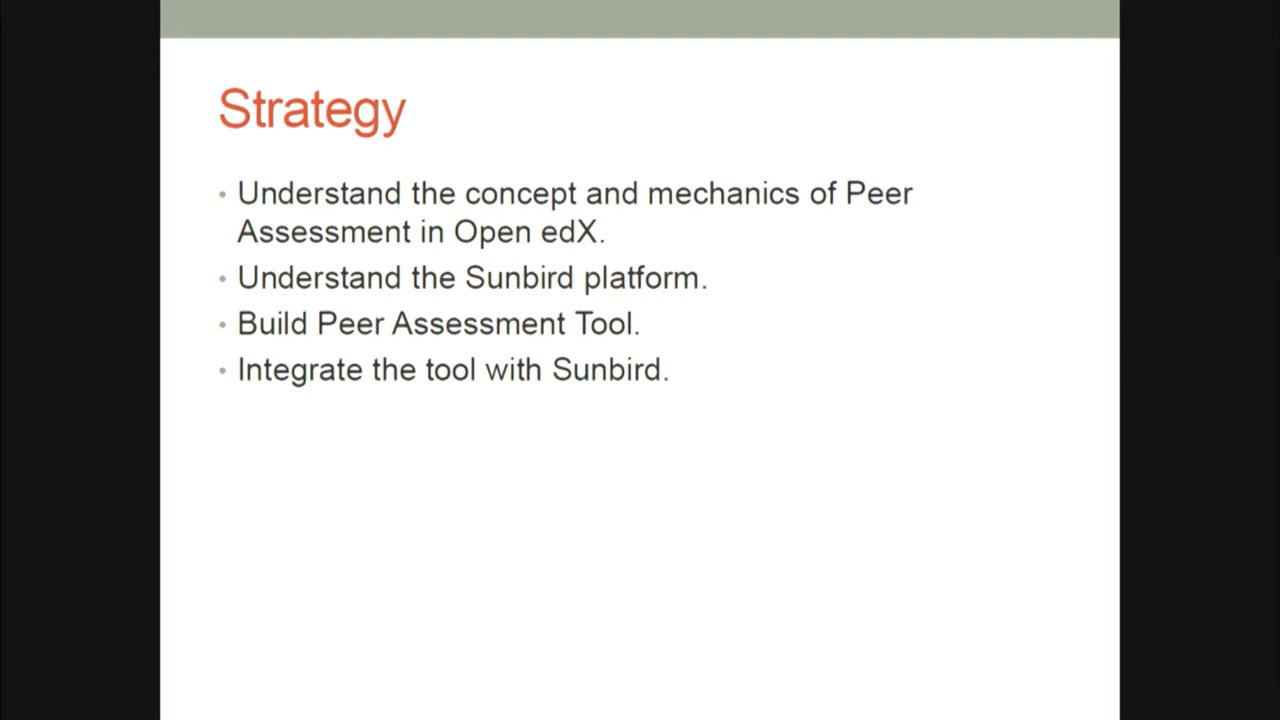 Strategy
• Understand the concept and mechanics of Peer
Assessment in Open edX.
• Understand the Sunbird platform.
• Build Peer Assessment Tool.
• Integrate the tool with Sunbird.